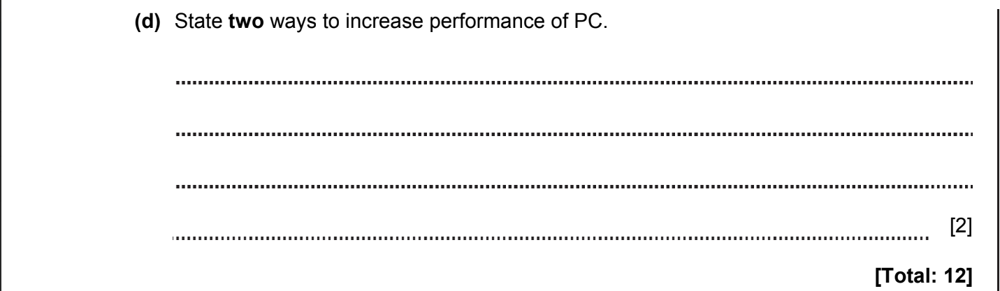 (d) State two ways to increase performance of PC.
[2]
[Total: 12]